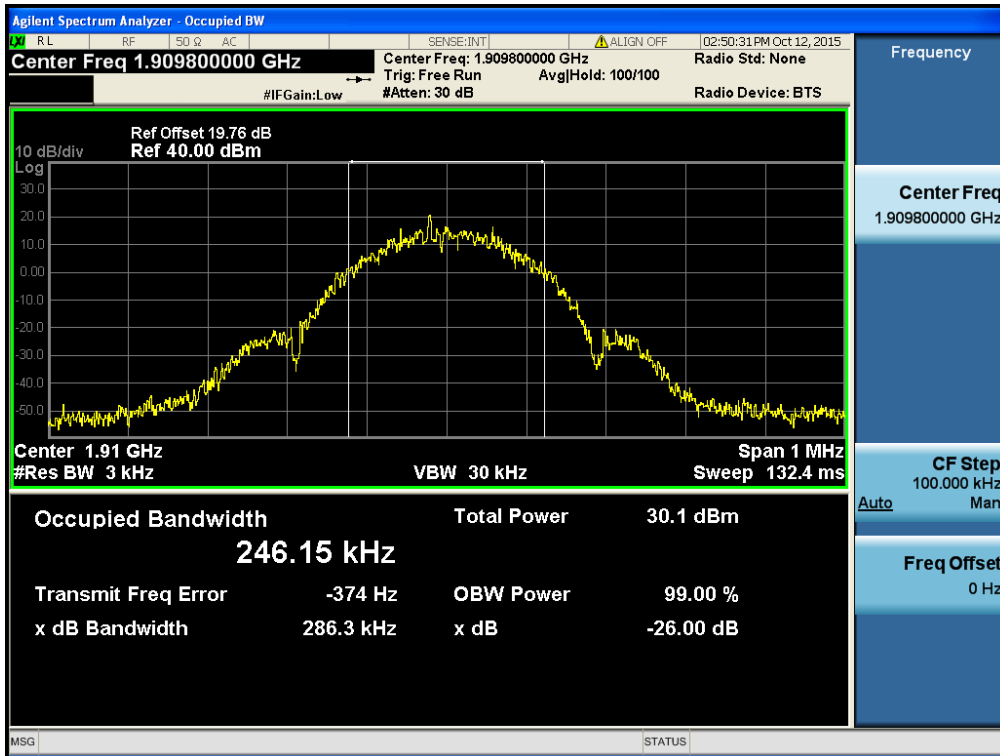 Agilent Spectrum Analyzer - Occupied BW
LXI RL RF 50 Ω AC SENSE:INT ALIGN OFF 02:50:31 PM Oct 12, 2015
Center Freq 1.909800000 GHz
Center Freq: 1.909800000 GHz
Radio Std: None
Trig: Free Run Avg|Hold: 100/100
#IFGain:Low
#Atten: 30 dB
Radio Device: BTS
Ref Offset 19.76 dB
10 dB/div Ref 40.00 dBm
Log
30.0
20.0
10.0
0.00
-10.0
-20.0
-30.0
-40.0
-50.0
Center 1.91 GHz Span 1 MHz
#Res BW 3 kHz VBW 30 kHz Sweep 132.4 ms
Occupied Bandwidth Total Power 30.1 dBm
246.15 kHz
Transmit Freq Error -374 Hz OBW Power 99.00 %
x dB Bandwidth 286.3 kHz x dB -26.00 dB
Frequency
Center Freq
1.909800000 GHz
CF Step
100.000 kHz
Auto Man
Freq Offset
0 Hz
MSG STATUS